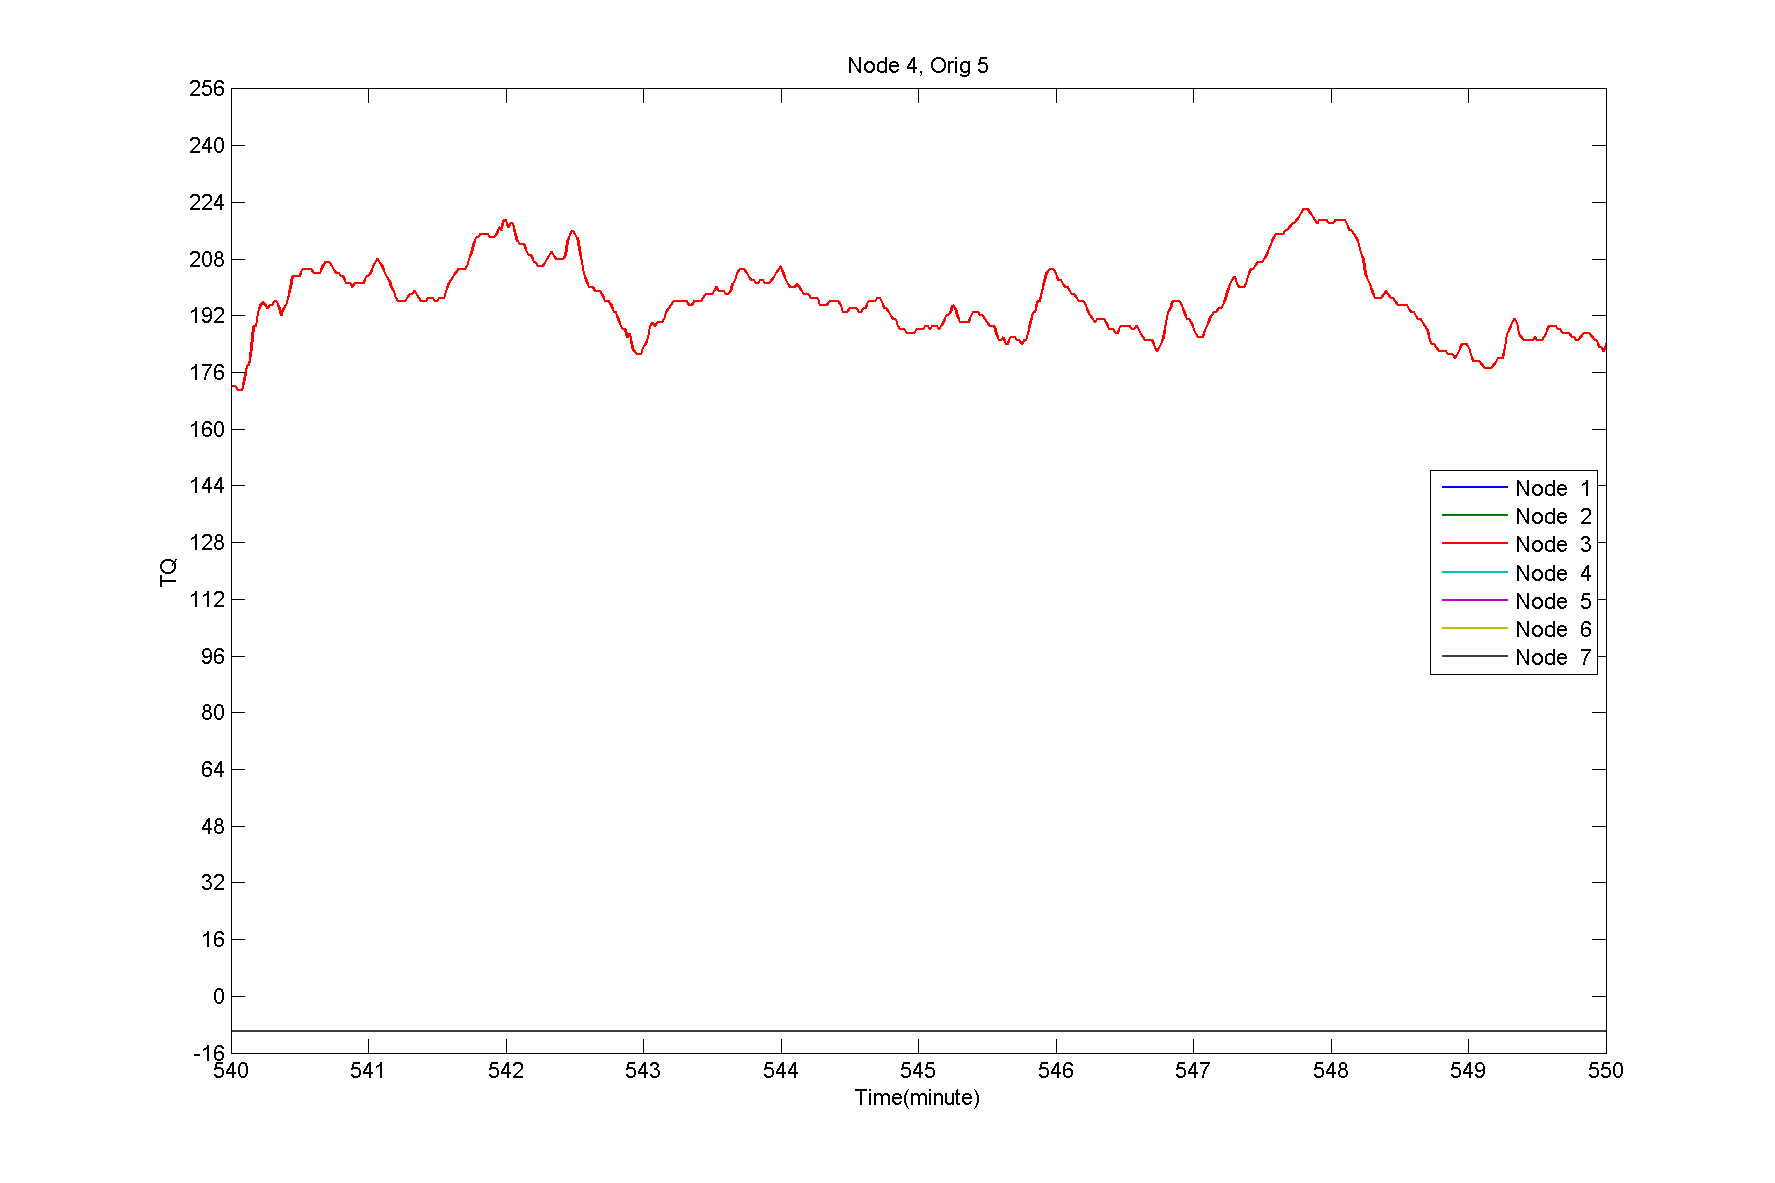 Node 4, Orig 5
256
240
224
208
192
176
160
144
128
112
96
80
64
48
32
16
0
-16
TQ
Node 1
Node 2
Node 3
Node 4
Node 5
Node 6
Node 7
540 541 542 543 544 545 546 547 548 549 550
Time(minute)